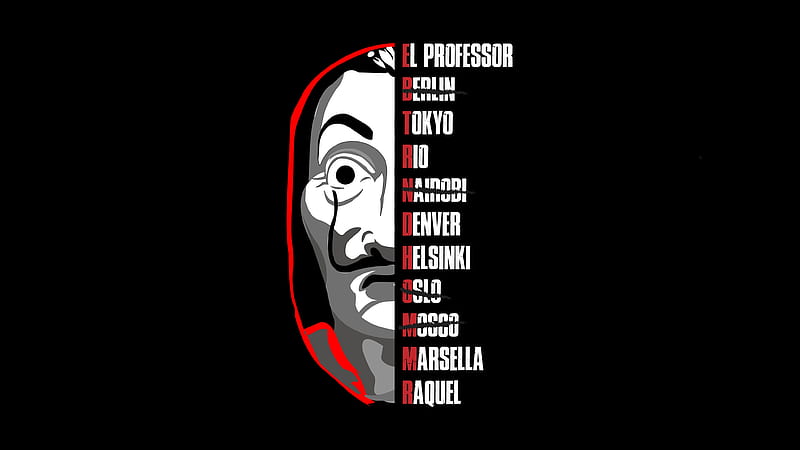 EL PROFESSOR
BERLIN
TOKYO
RIO
NAIROBI
DENVER
HELSINKI
OSLO
MOSCO
MARSELLA
RAQUEL